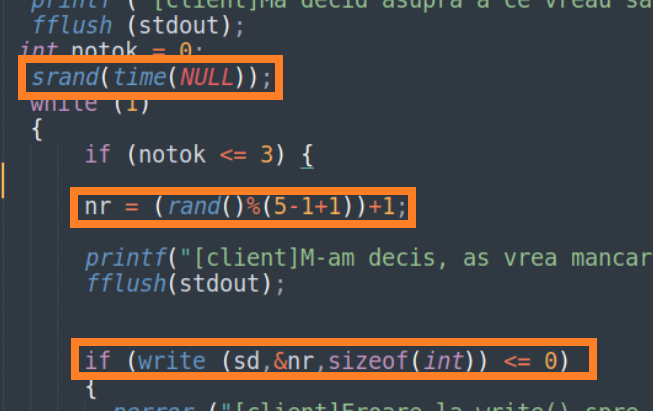 printf ("[client]Ma decid asupra a ce vreau sa
fflush (stdout);
int notok = 0;
srand(time(NULL));
while (1)
{
if (notok <= 3) {
nr = (rand()%(5-1+1))+1;
printf("[client]M-am decis, as vrea mancar
fflush(stdout);
if (write (sd,&nr,sizeof(int)) <= 0)
{
perror ("[client]Eroare la write() spre